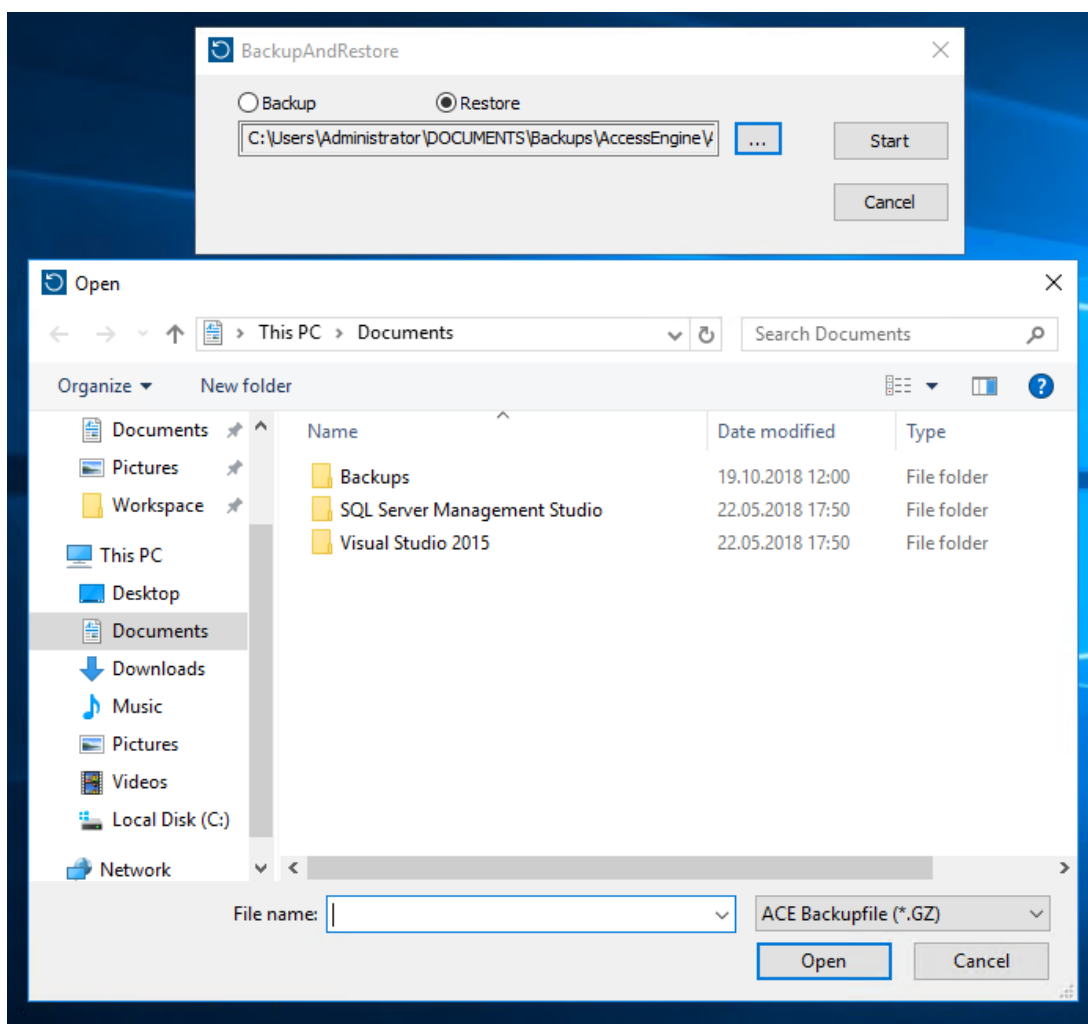 BackupAndRestore
Backup Restore
C:\Users\Administrator\DOCUMENTS\Backups\AccessEngine\ ... Start
Cancel
Open
This PC > Documents Search Documents
Organize New folder ?
Documents Name Date modified Type
Pictures Backups 19.10.2018 12:00 File folder
Workspace SQL Server Management Studio 22.05.2018 17:50 File folder
This PC Visual Studio 2015 22.05.2018 17:50 File folder
Desktop
Documents
Downloads
Music
Pictures
Videos
Local Disk (C:)
Network
File name: ACE Backupfile (*.GZ)
Open Cancel